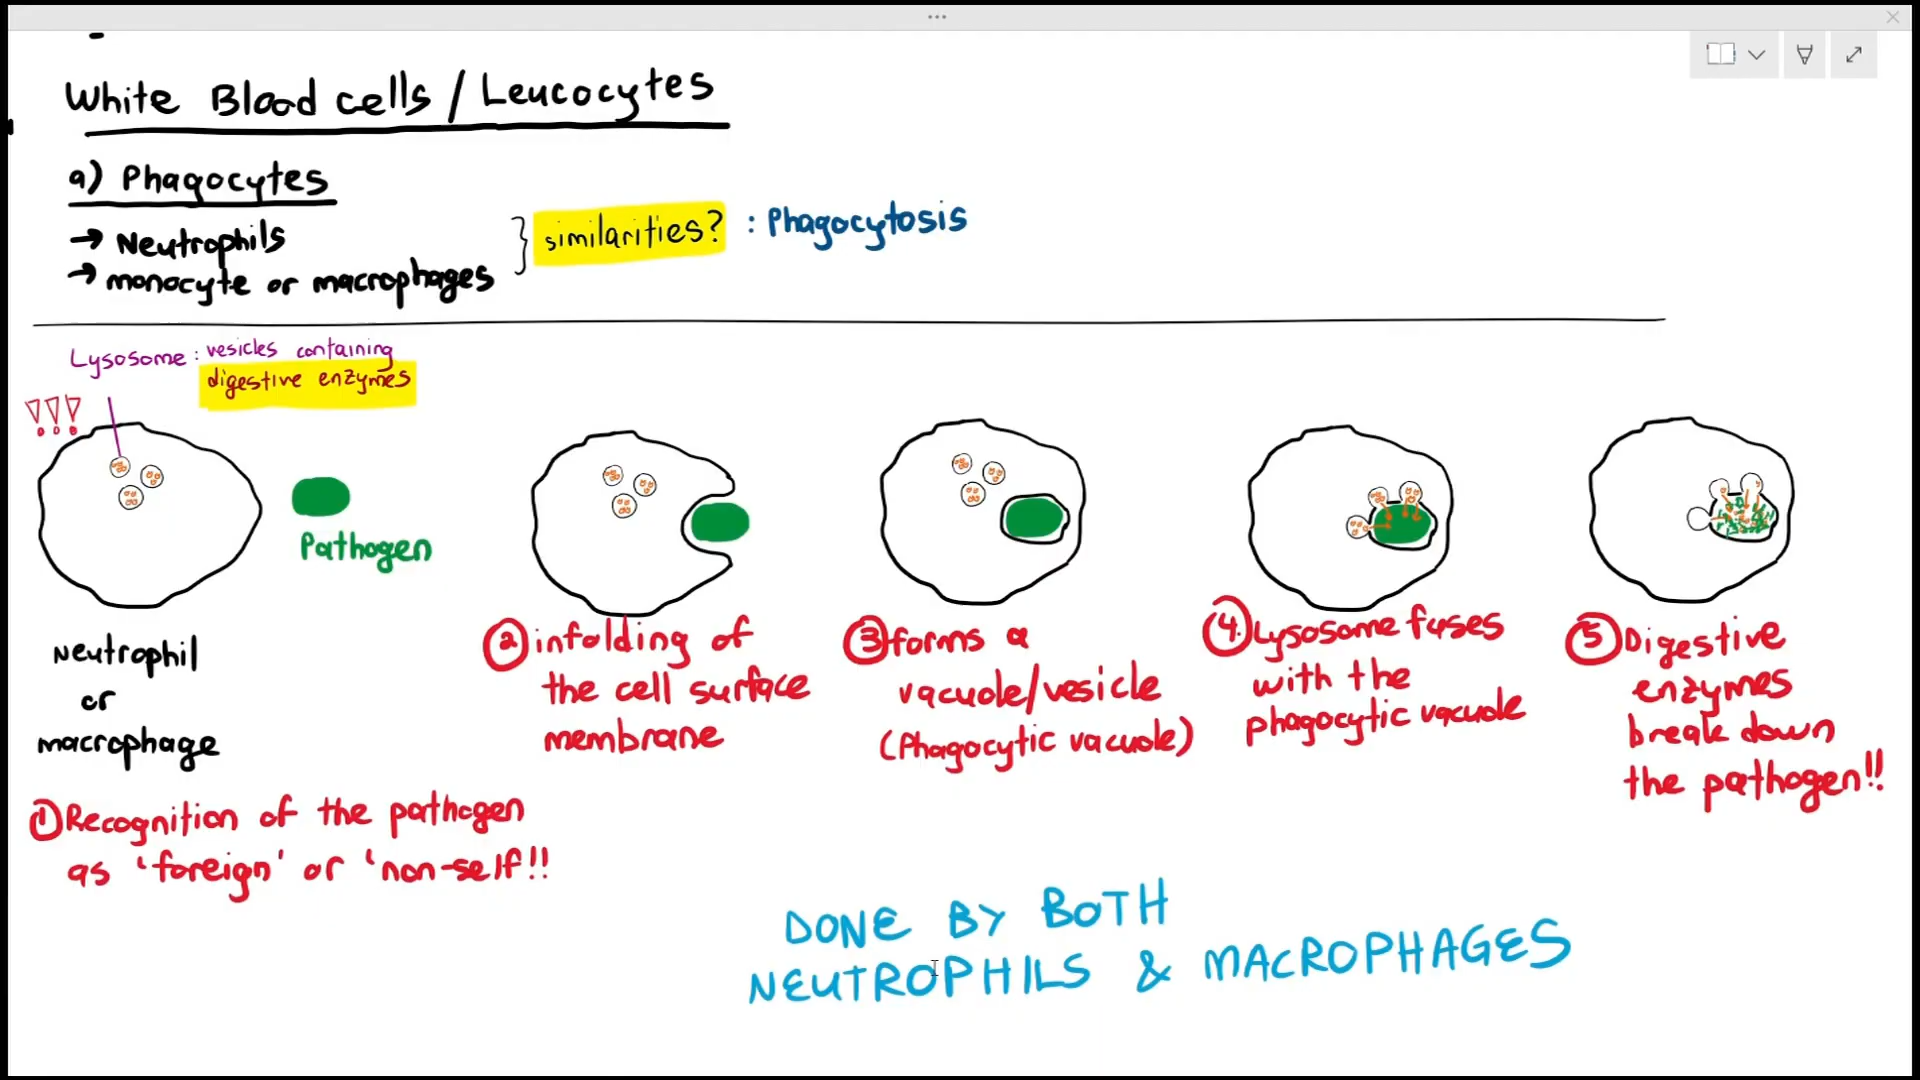 White Blood cells / Leucocytes
a) Phagocytes
→ Neutrophils
→ monocyte or macrophages
} similarities? : Phagocytosis
Lysosome : vesicles containing
digestive enzymes
!!!
Pathogen
Neutrophil
or
macrophage
① Recognition of the pathogen
as 'foreign' or 'non-self!!
② infolding of
the cell surface
membrane
③ forms a
vacuole/vesicle
(Phagocytic vacuole)
④ Lysosome fuses
with the
phagocytic vacuole
⑤ Digestive
enzymes
break down
the pathogen!!
DONE BY BOTH
NEUTROPHILS & MACROPHAGES